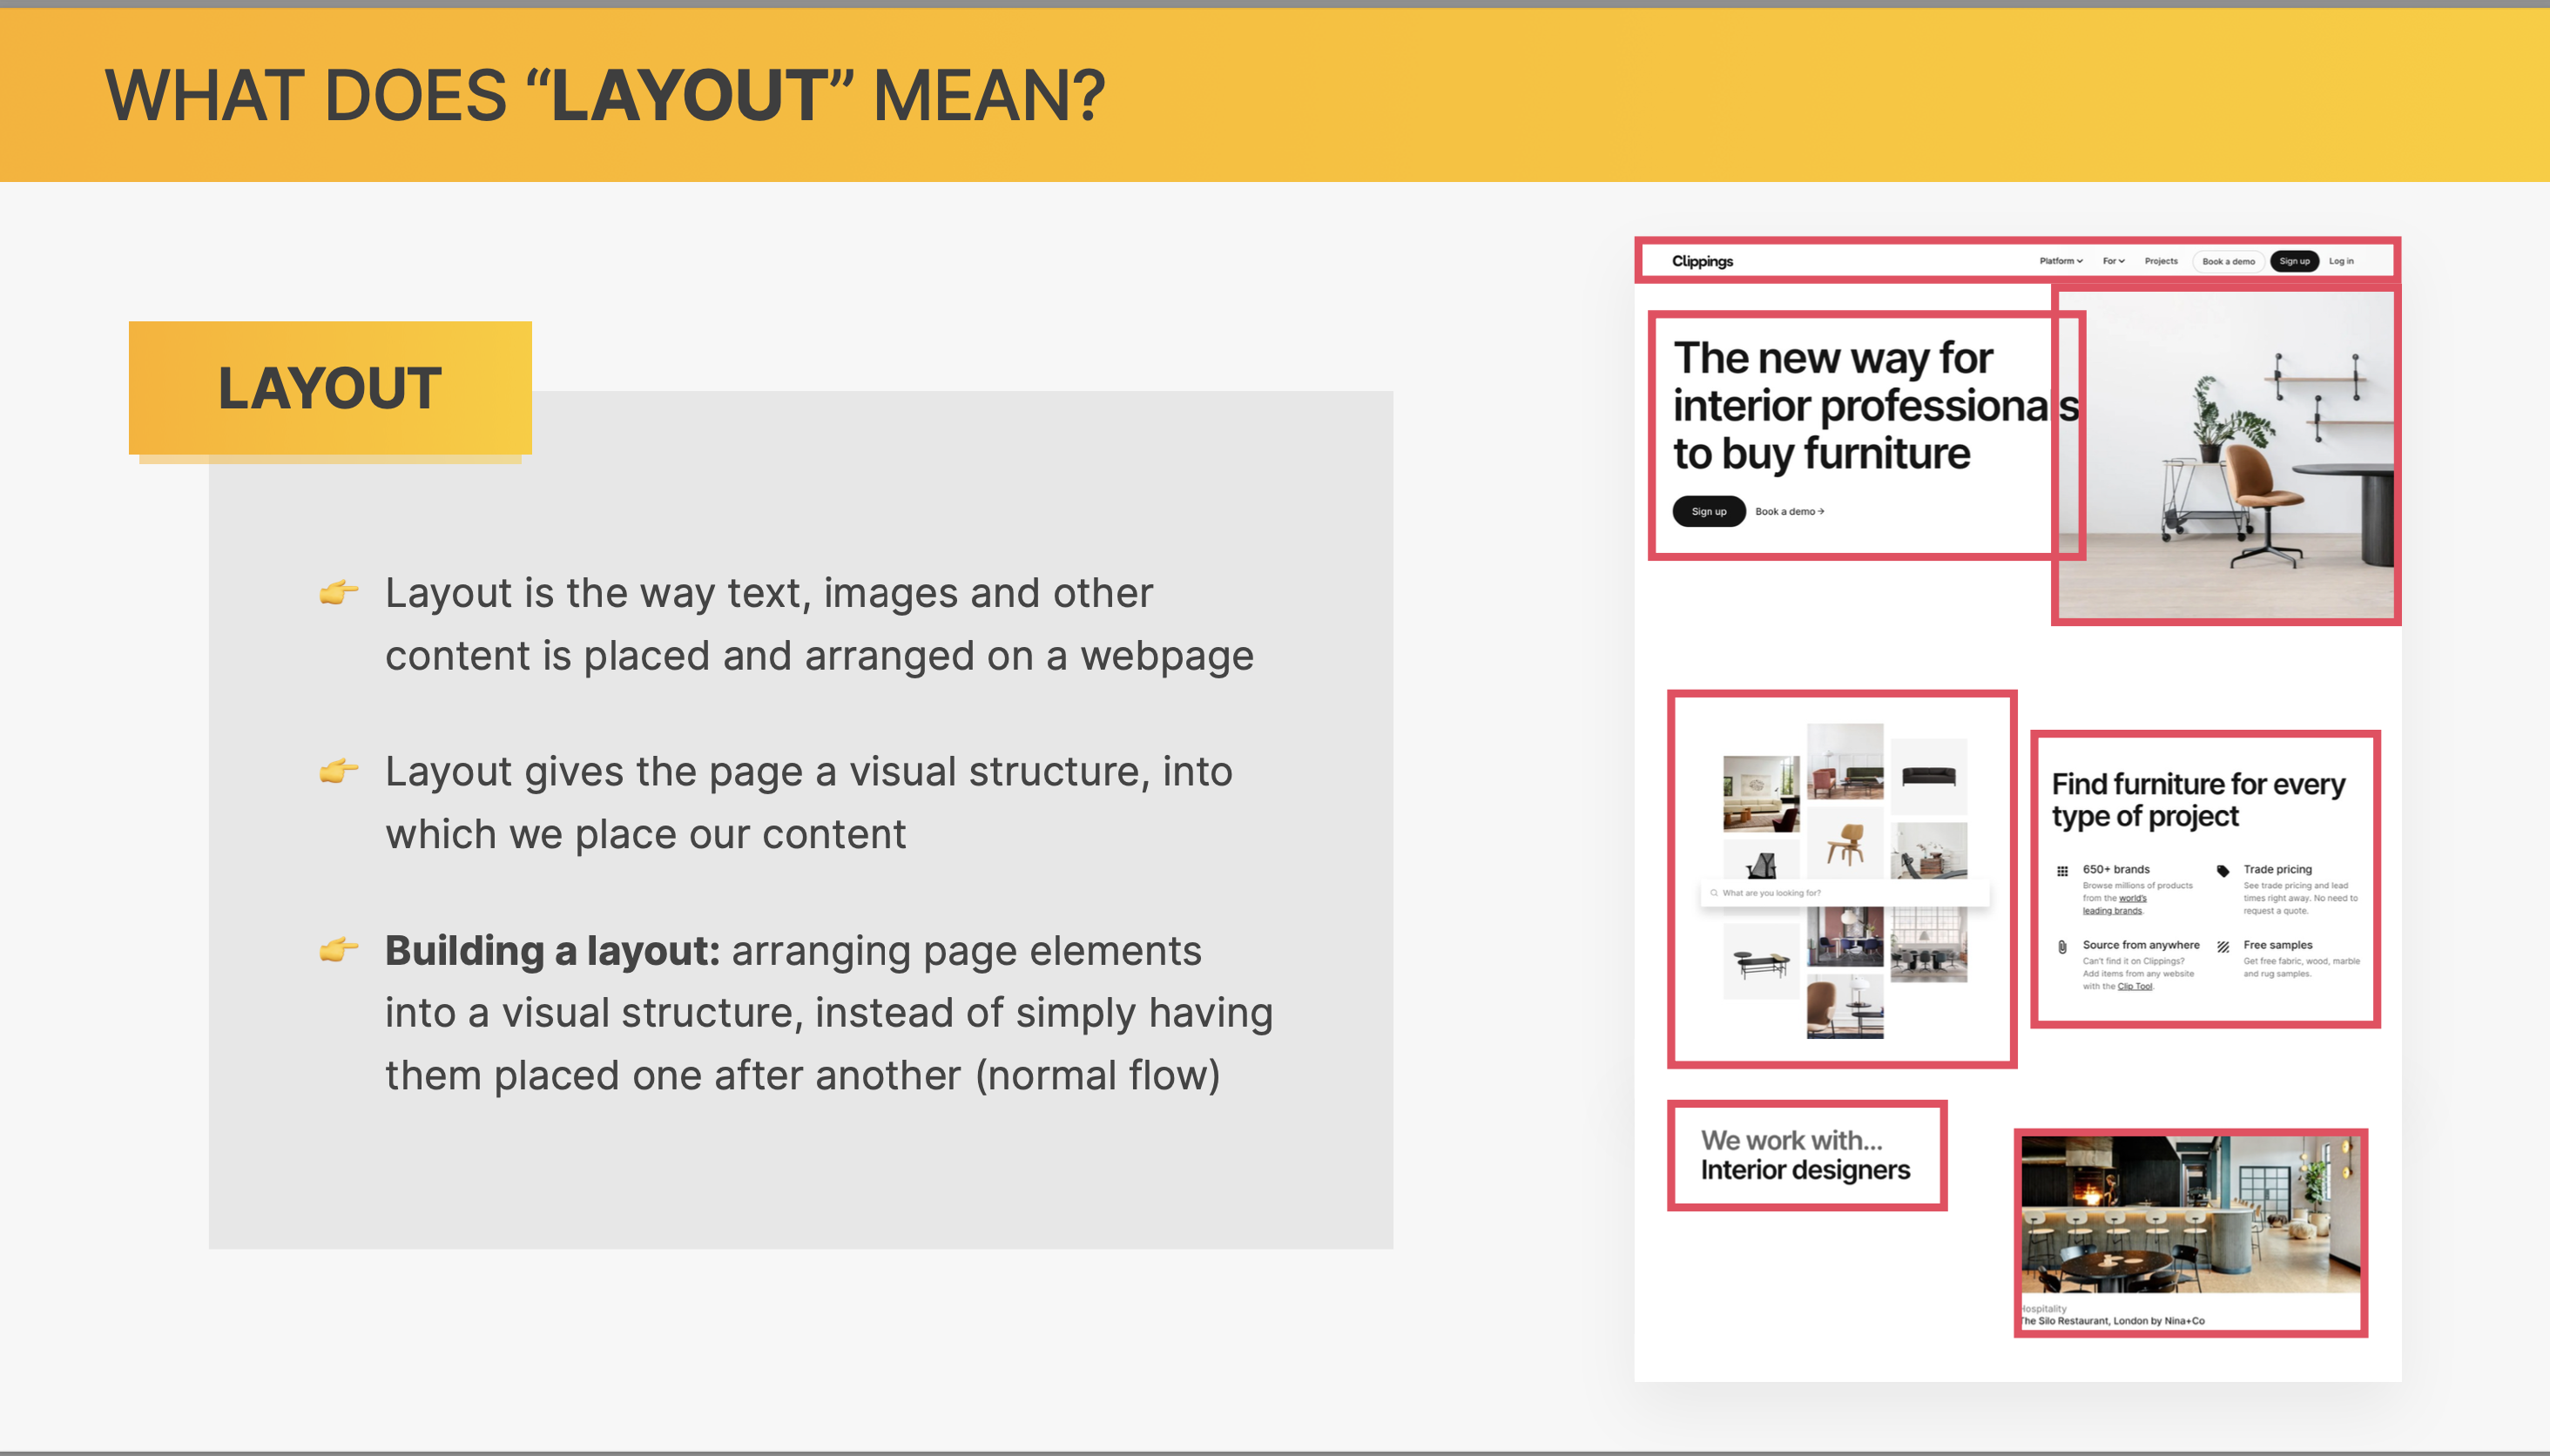 WHAT DOES “LAYOUT” MEAN?
LAYOUT
👉 Layout is the way text, images and other
content is placed and arranged on a webpage
👉 Layout gives the page a visual structure, into
which we place our content
👉 Building a layout: arranging page elements
into a visual structure, instead of simply having
them placed one after another (normal flow)
Clippings Platform For Projects Book a demo Sign up Log in
The new way for
interior professionals
to buy furniture
Sign up Book a demo →
What are you looking for?
Find furniture for every
type of project
650+ brands
Browse millions of products
from the world's
leading brands.
Trade pricing
See trade pricing and lead
times right away. No need to
request a quote.
Source from anywhere
Can't find it on Clippings?
Add items from any website
with the Clip Tool.
Free samples
Get free fabric, wood, marble
and rug samples.
We work with...
Interior designers
Hospitality
The Silo Restaurant, London by Nina+Co